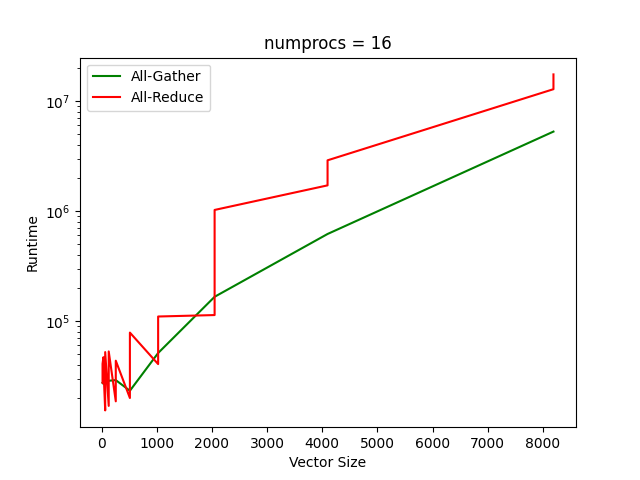 numprocs = 16
All-Gather
All-Reduce
10⁷
10⁶
10⁵
Runtime
0 1000 2000 3000 4000 5000 6000 7000 8000
Vector Size